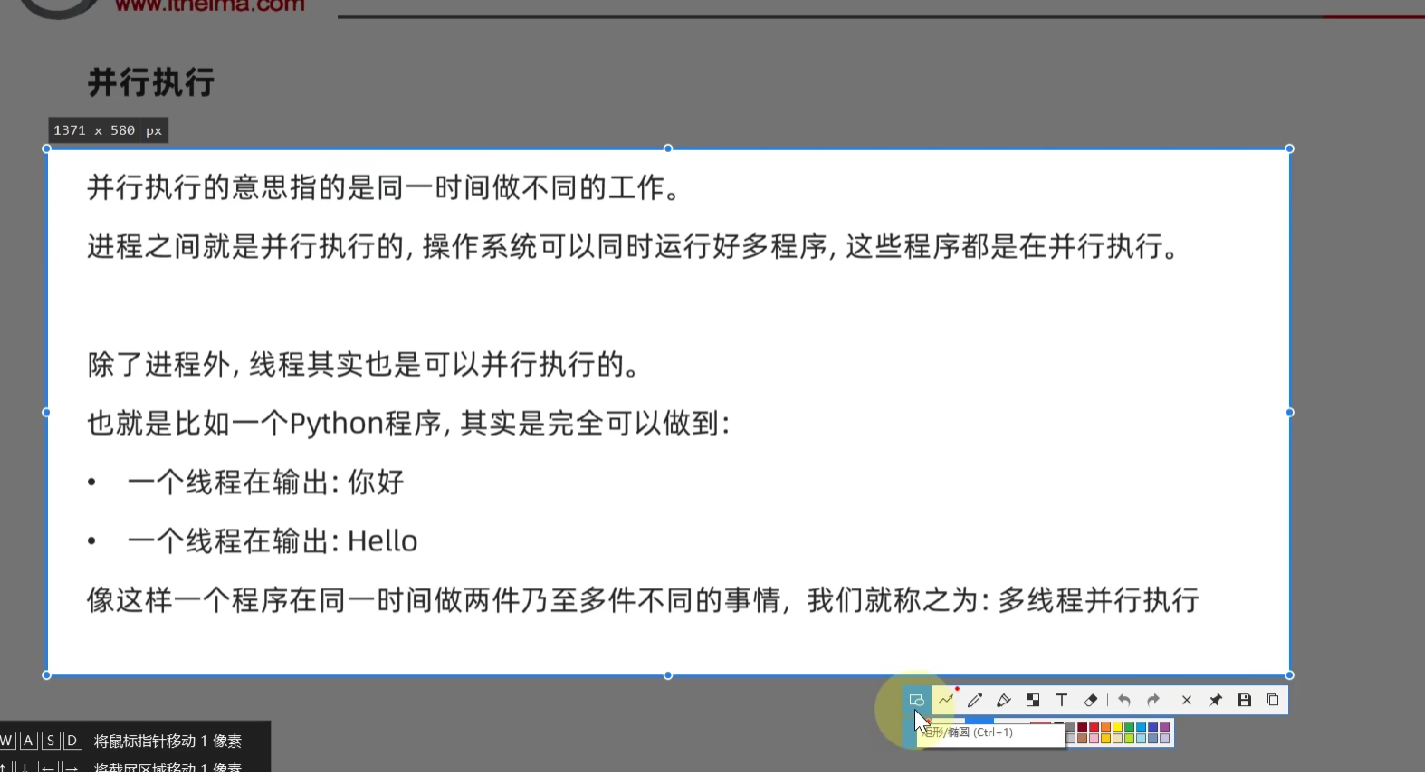 www.itheima.com
并行执行
1371 x 580 px
并行执行的意思指的是同一时间做不同的工作。
进程之间就是并行执行的, 操作系统可以同时运行好多程序, 这些程序都是在并行执行。
除了进程外, 线程其实也是可以并行执行的。
也就是比如一个Python程序, 其实是完全可以做到:
• 一个线程在输出: 你好
• 一个线程在输出: Hello
像这样一个程序在同一时间做两件乃至多件不同的事情, 我们就称之为: 多线程并行执行
矩形/椭圆 (Ctrl-1)
W A S D 将鼠标指针移动 1 像素
↑ ↓ ← → 将截屏区域移动 1 像素